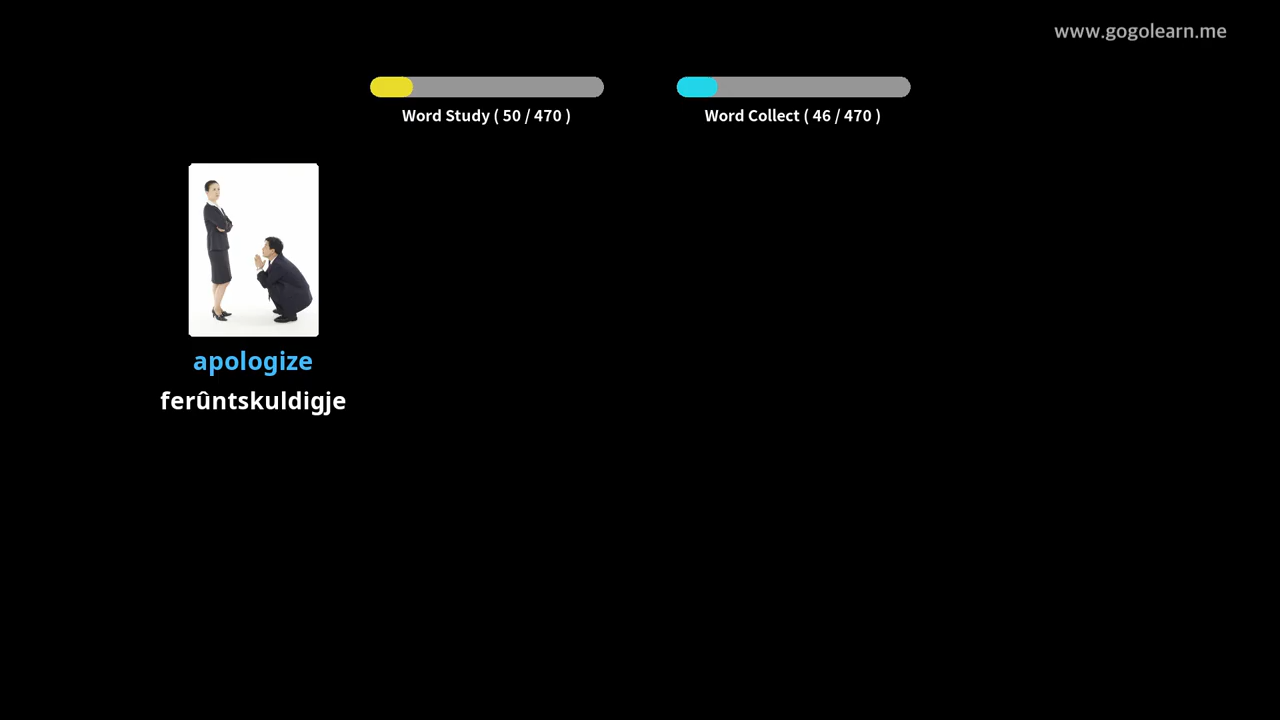 www.gogolearn.me
Word Study ( 50 / 470 )
Word Collect ( 46 / 470 )
apologize
ferûntskuldigje